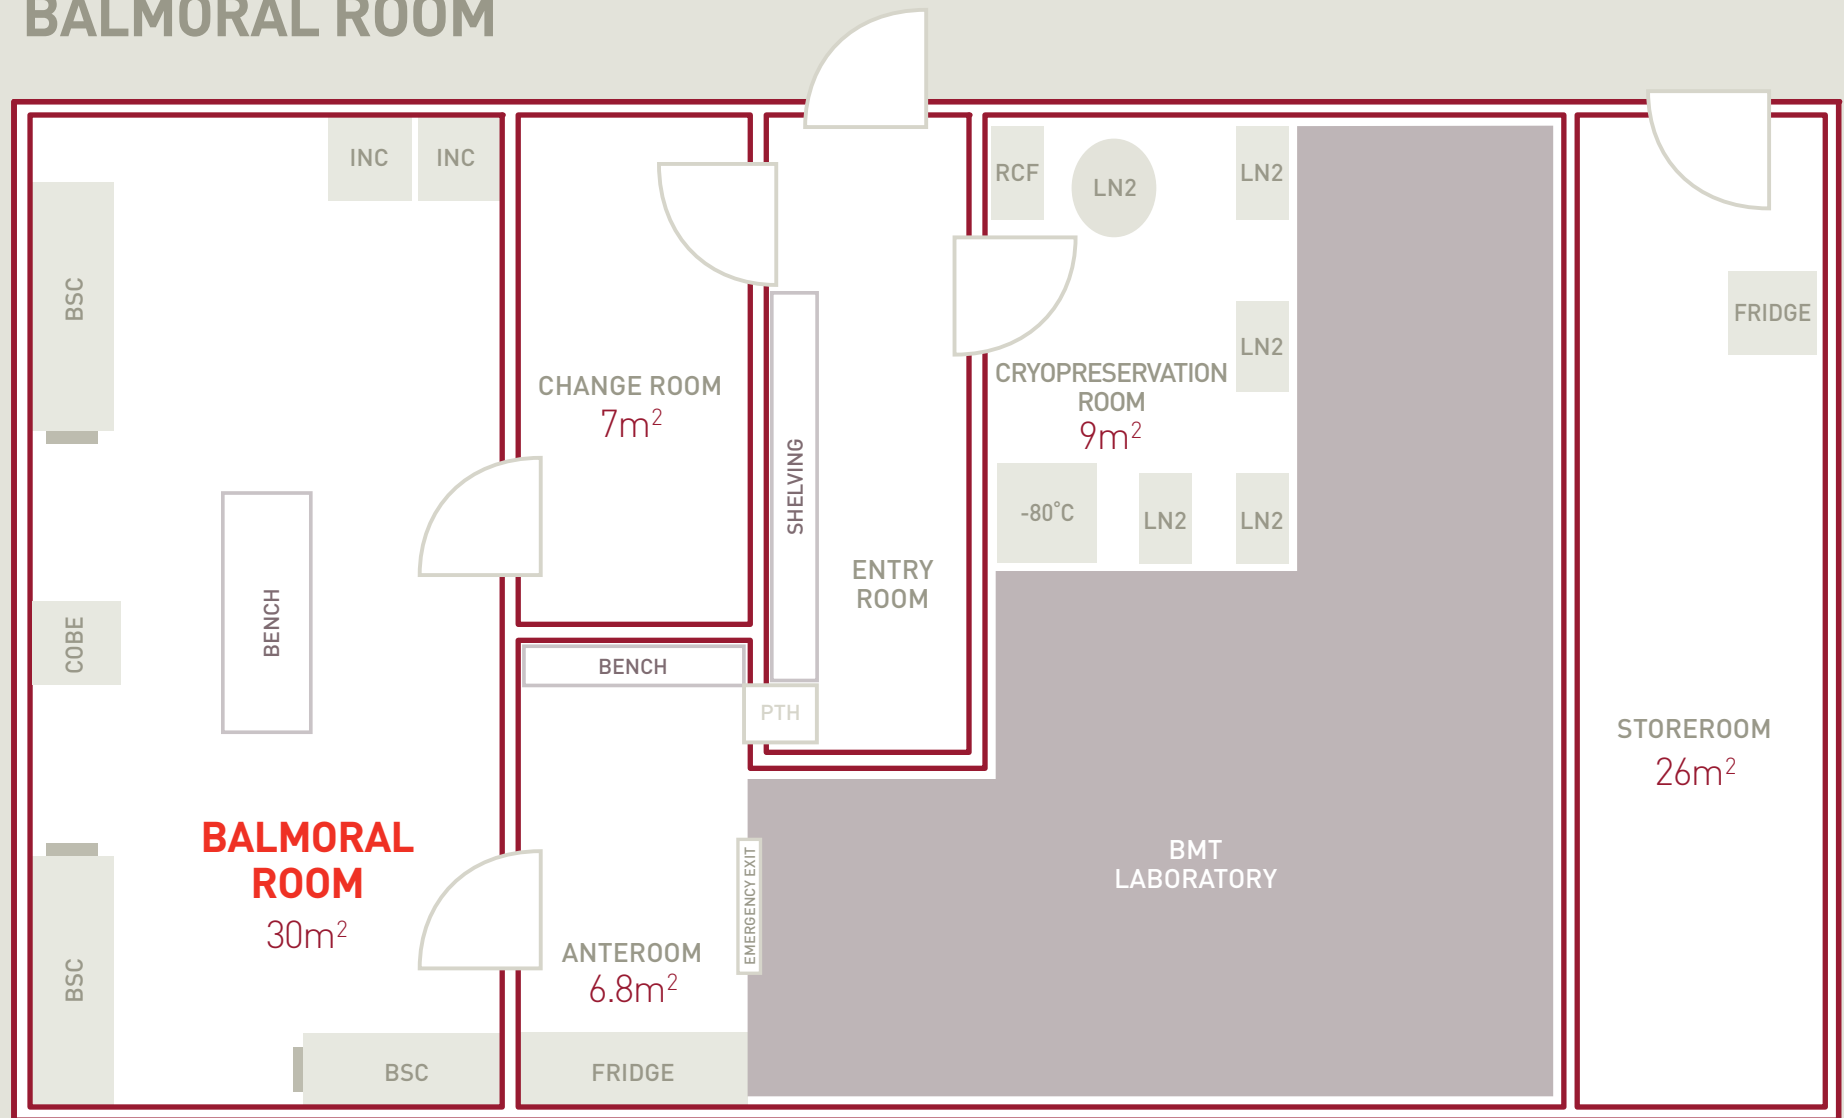 BALMORAL ROOM
INC
INC
BSC
COBE
BENCH
BALMORAL
ROOM
30m²
BSC
BSC
CHANGE ROOM
7m²
BENCH
PTH
ANTEROOM
6.8m²
EMERGENCY EXIT
FRIDGE
SHELVING
ENTRY
ROOM
RCF
LN2
LN2
LN2
CRYOPRESERVATION
ROOM
9m²
-80°C
LN2
LN2
BMT
LABORATORY
FRIDGE
STOREROOM
26m²